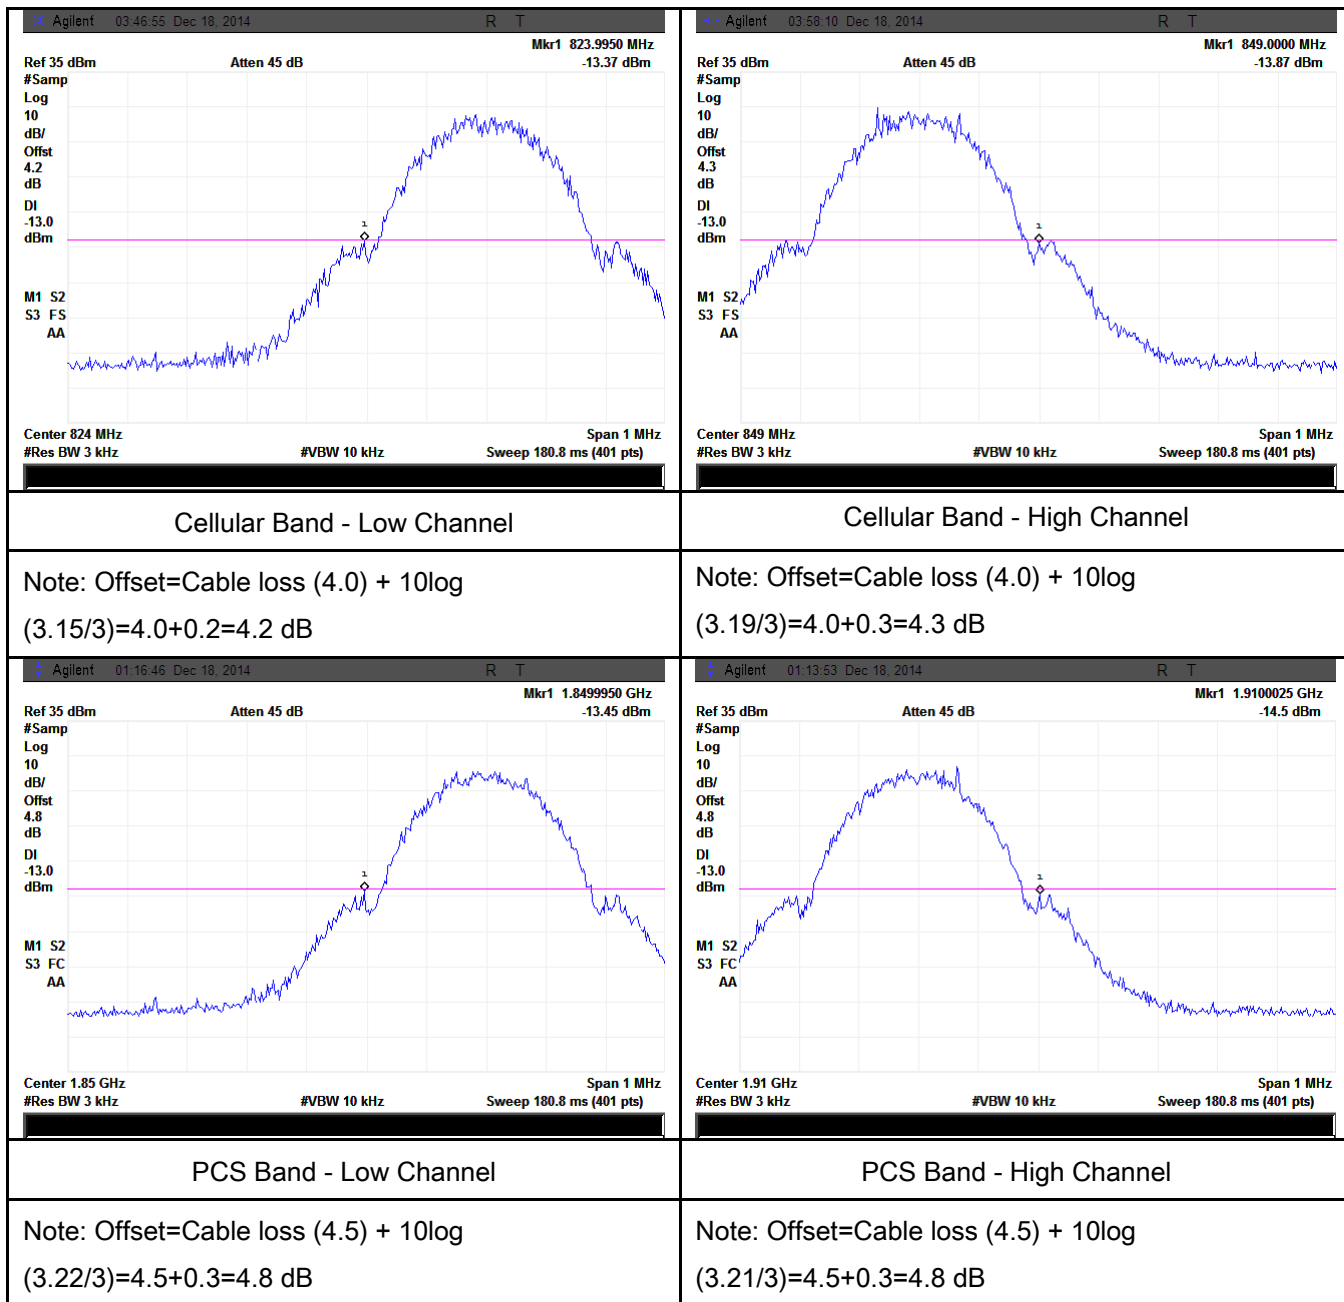 Agilent 03:46:55 Dec 18, 2014 R T
Mkr1 823.9950 MHz
Ref 35 dBm Atten 45 dB -13.37 dBm
#Samp
Log
10
dB/
Offst
4.2
dB
DI
-13.0
dBm
1
M1 S2
S3 FS
AA
Center 824 MHz Span 1 MHz
#Res BW 3 kHz #VBW 10 kHz Sweep 180.8 ms (401 pts)
Agilent 03:58:10 Dec 18, 2014 R T
Mkr1 849.0000 MHz
Ref 35 dBm Atten 45 dB -13.87 dBm
#Samp
Log
10
dB/
Offst
4.3
dB
DI
-13.0
dBm
1
M1 S2
S3 FS
AA
Center 849 MHz Span 1 MHz
#Res BW 3 kHz #VBW 10 kHz Sweep 180.8 ms (401 pts)
Cellular Band - Low Channel
Cellular Band - High Channel
Note: Offset=Cable loss (4.0) + 10log
(3.15/3)=4.0+0.2=4.2 dB
Note: Offset=Cable loss (4.0) + 10log
(3.19/3)=4.0+0.3=4.3 dB
Agilent 01:16:46 Dec 18, 2014 R T
Mkr1 1.8499950 GHz
Ref 35 dBm Atten 45 dB -13.45 dBm
#Samp
Log
10
dB/
Offst
4.8
dB
DI
-13.0
dBm
1
M1 S2
S3 FC
AA
Center 1.85 GHz Span 1 MHz
#Res BW 3 kHz #VBW 10 kHz Sweep 180.8 ms (401 pts)
Agilent 01:13:53 Dec 18, 2014 R T
Mkr1 1.9100025 GHz
Ref 35 dBm Atten 45 dB -14.5 dBm
#Samp
Log
10
dB/
Offst
4.8
dB
DI
-13.0
dBm
1
M1 S2
S3 FC
AA
Center 1.91 GHz Span 1 MHz
#Res BW 3 kHz #VBW 10 kHz Sweep 180.8 ms (401 pts)
PCS Band - Low Channel
PCS Band - High Channel
Note: Offset=Cable loss (4.5) + 10log
(3.22/3)=4.5+0.3=4.8 dB
Note: Offset=Cable loss (4.5) + 10log
(3.21/3)=4.5+0.3=4.8 dB